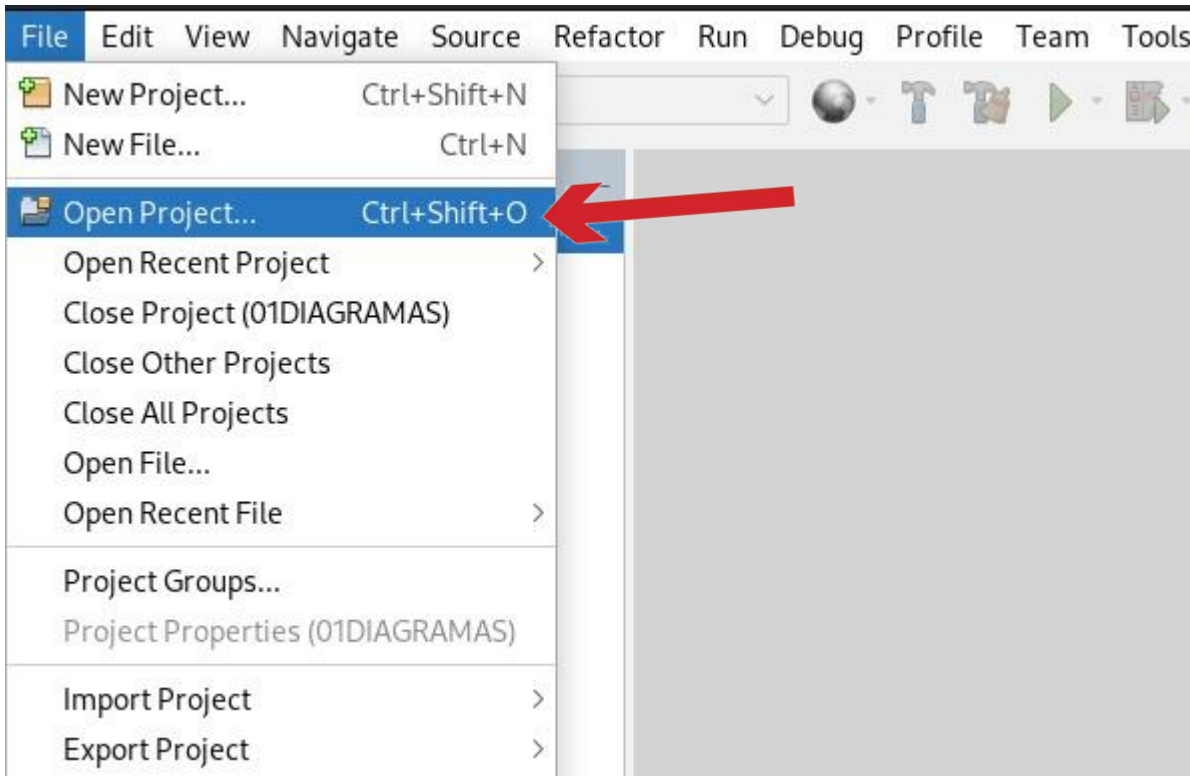 File Edit View Navigate Source Refactor Run Debug Profile Team Tools
New Project... Ctrl+Shift+N
New File... Ctrl+N
Open Project... Ctrl+Shift+O
Open Recent Project
Close Project (01DIAGRAMAS)
Close Other Projects
Close All Projects
Open File...
Open Recent File
Project Groups...
Project Properties (01DIAGRAMAS)
Import Project
Export Project